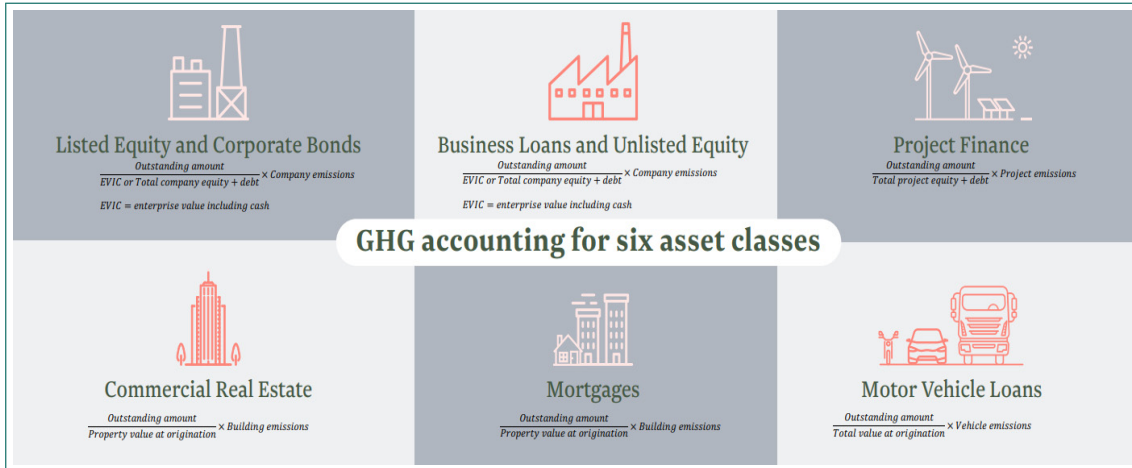 Listed Equity and Corporate Bonds
Outstanding amount
EVIC or Total company equity + debt × Company emissions
EVIC = enterprise value including cash
Business Loans and Unlisted Equity
Outstanding amount
EVIC or Total company equity + debt × Company emissions
EVIC = enterprise value including cash
Project Finance
Outstanding amount
Total project equity + debt × Project emissions
GHG accounting for six asset classes
Commercial Real Estate
Outstanding amount
Property value at origination × Building emissions
Mortgages
Outstanding amount
Property value at origination × Building emissions
Motor Vehicle Loans
Outstanding amount
Total value at origination × Vehicle emissions